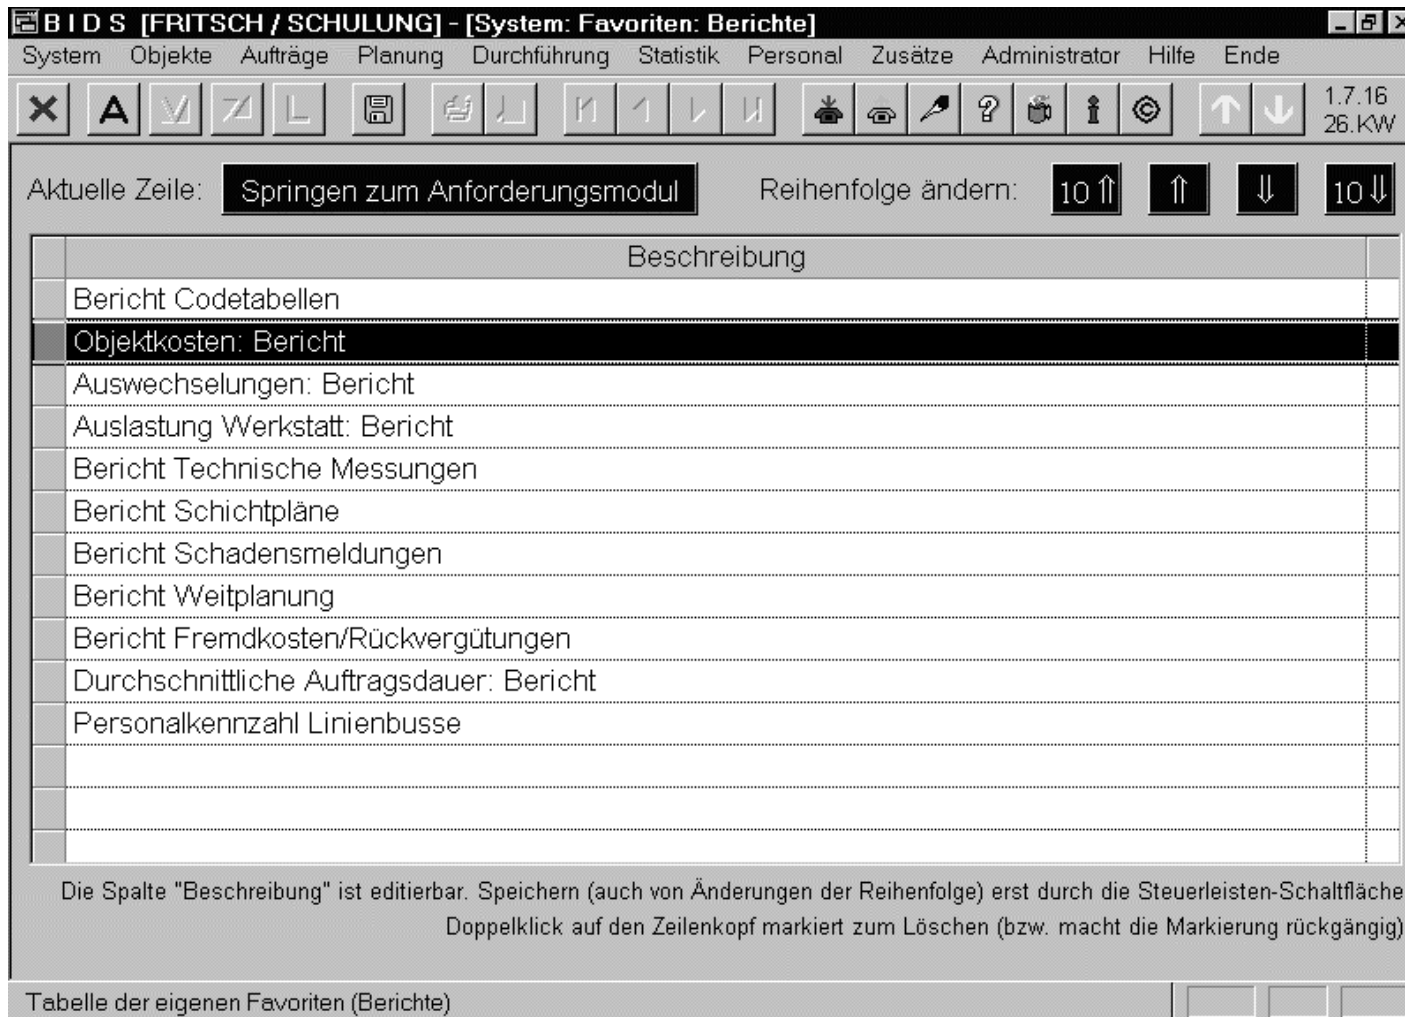 B I D S [FRITSCH / SCHULUNG] - [System: Favoriten: Berichte]
System Objekte Aufträge Planung Durchführung Statistik Personal Zusätze Administrator Hilfe Ende
A V Z L 1.7.16
26.KW
Aktuelle Zeile: Springen zum Anforderungsmodul Reihenfolge ändern: 10⇑ ⇑ ⇓ 10⇓
Beschreibung
Bericht Codetabellen
Objektkosten: Bericht
Auswechselungen: Bericht
Auslastung Werkstatt: Bericht
Bericht Technische Messungen
Bericht Schichtpläne
Bericht Schadensmeldungen
Bericht Weitplanung
Bericht Fremdkosten/Rückvergütungen
Durchschnittliche Auftragsdauer: Bericht
Personalkennzahl Linienbusse
Die Spalte "Beschreibung" ist editierbar. Speichern (auch von Änderungen der Reihenfolge) erst durch die Steuerleisten-Schaltfläche
Doppelklick auf den Zeilenkopf markiert zum Löschen (bzw. macht die Markierung rückgängig)
Tabelle der eigenen Favoriten (Berichte)